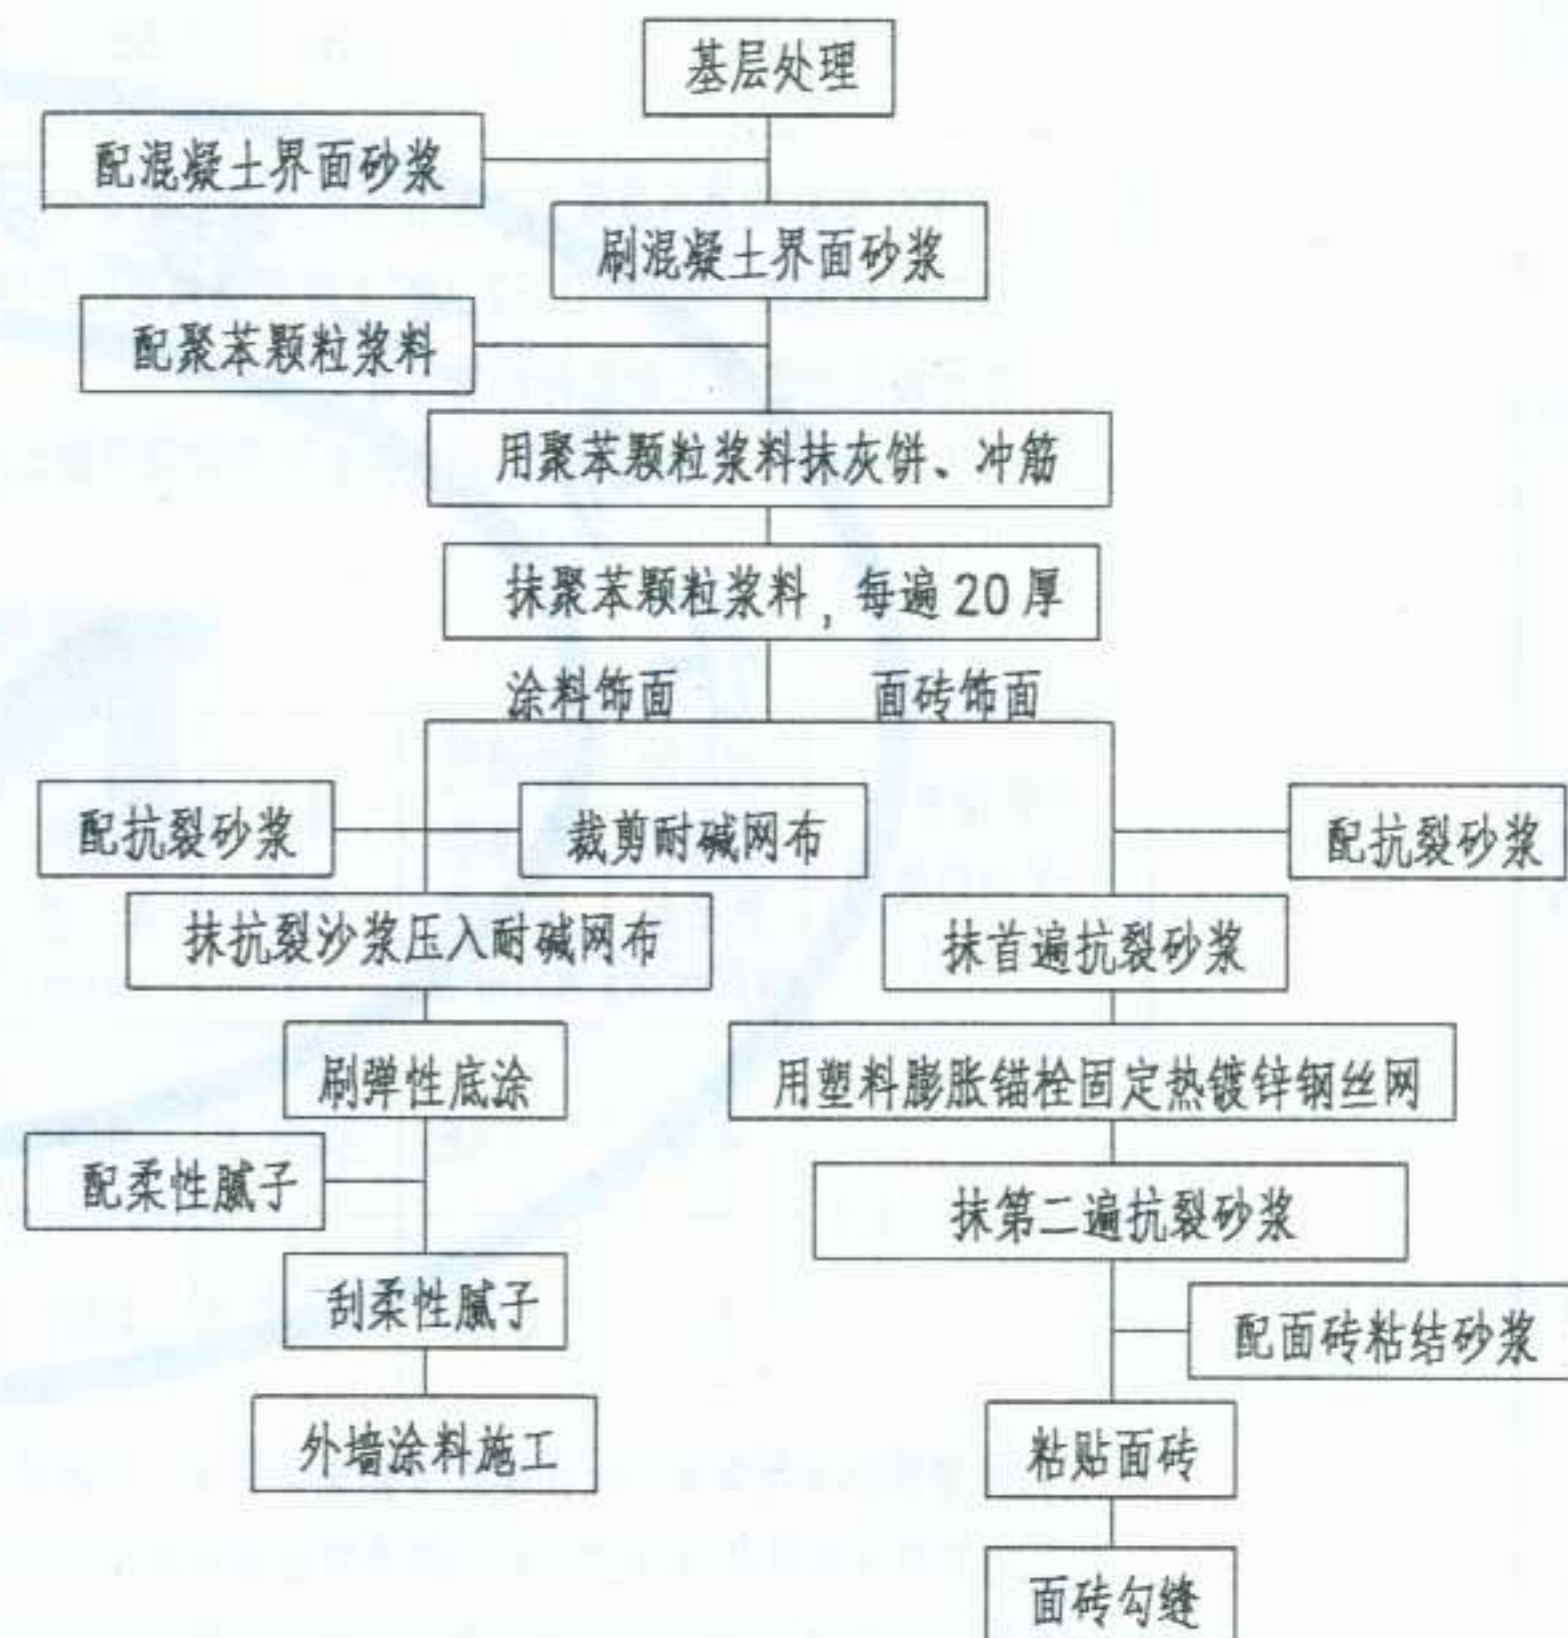 基层处理
配混凝土界面砂浆
刷混凝土界面砂浆
配聚苯颗粒浆料
用聚苯颗粒浆料抹灰饼、冲筋
抹聚苯颗粒浆料,每遍20厚
涂料饰面
面砖饰面
配抗裂砂浆
裁剪耐碱网布
配抗裂砂浆
抹抗裂沙浆压入耐碱网布
抹首遍抗裂砂浆
刷弹性底涂
用塑料膨胀锚栓固定热镀锌钢丝网
配柔性腻子
抹第二遍抗裂砂浆
刮柔性腻子
配面砖粘结砂浆
外墙涂料施工
粘贴面砖
面砖勾缝